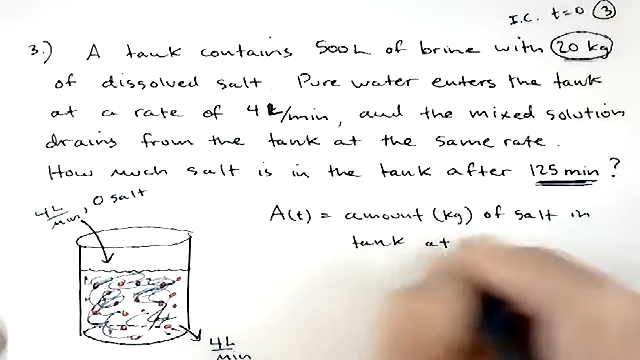 I.C. t=0 3
3.) A tank contains 500L of brine with 20 kg
of dissolved salt. Pure water enters the tank
at a rate of 4 L/min, and the mixed solution
drains from the tank at the same rate.
How much salt is in the tank after 125 min?
4L/min, 0 salt
A(t) = amount (kg) of salt in
tank at
4L/min